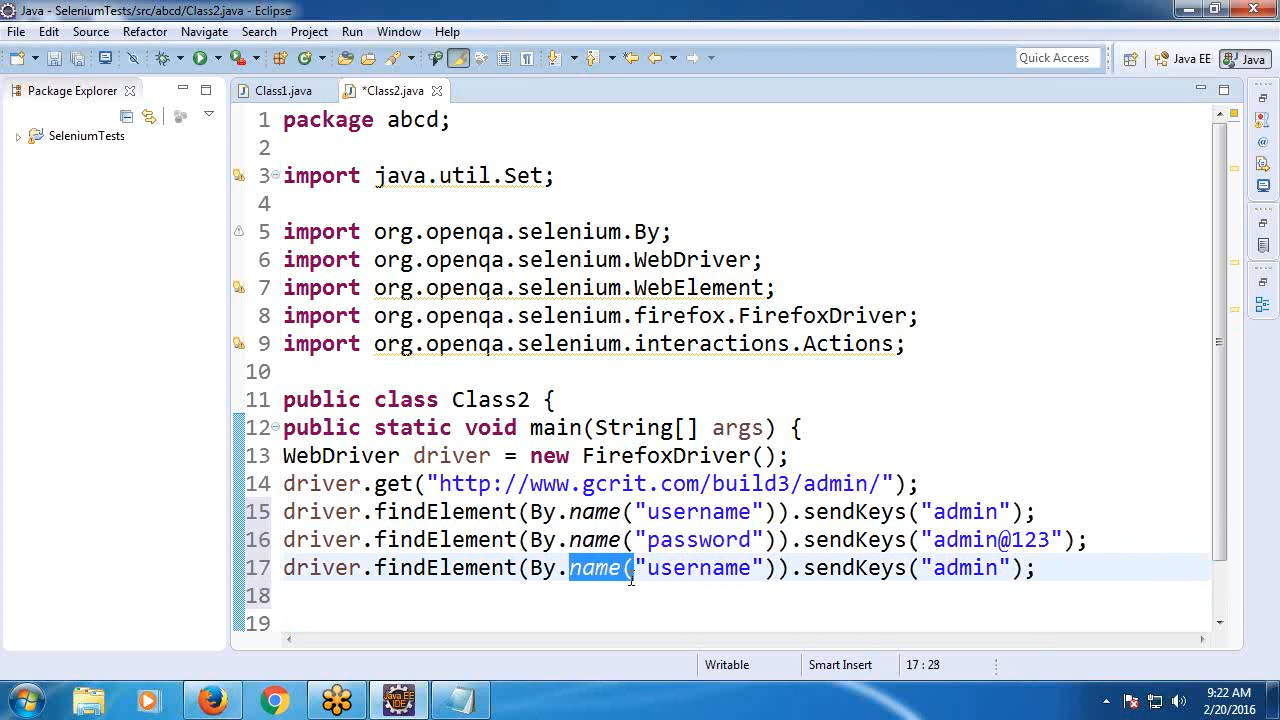 Java - SeleniumTests/src/abcd/Class2.java - Eclipse
File Edit Source Refactor Navigate Search Project Run Window Help
Quick Access Java EE Java
Package Explorer Class1.java *Class2.java
SeleniumTests
1 package abcd;
2
3 import java.util.Set;
4
5 import org.openqa.selenium.By;
6 import org.openqa.selenium.WebDriver;
7 import org.openqa.selenium.WebElement;
8 import org.openqa.selenium.firefox.FirefoxDriver;
9 import org.openqa.selenium.interactions.Actions;
10
11 public class Class2 {
12 public static void main(String[] args) {
13 WebDriver driver = new FirefoxDriver();
14 driver.get("http://www.gcrit.com/build3/admin/");
15 driver.findElement(By.name("username")).sendKeys("admin");
16 driver.findElement(By.name("password")).sendKeys("admin@123");
17 driver.findElement(By.name("username")).sendKeys("admin");
18
19
Writable Smart Insert 17 : 28
Java EE IDE
9:22 AM
2/20/2016